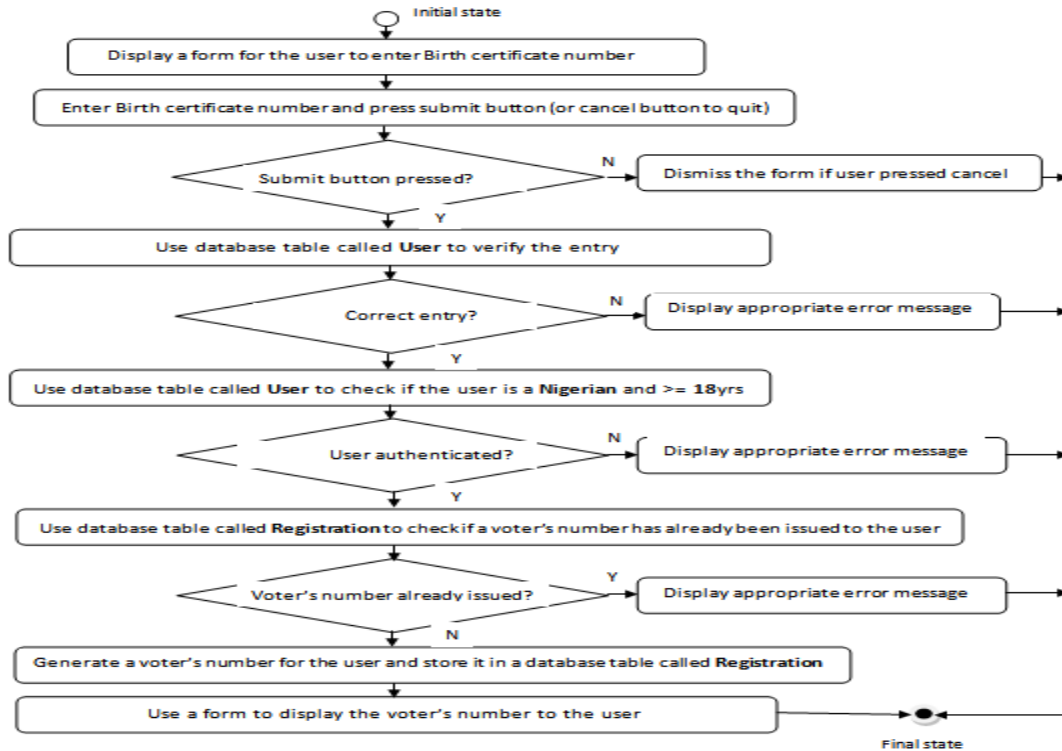 Initial state
Display a form for the user to enter Birth certificate number
Enter Birth certificate number and press submit button (or cancel button to quit)
Submit button pressed?
N
Dismiss the form if user pressed cancel
Y
Use database table called User to verify the entry
Correct entry?
N
Display appropriate error message
Y
Use database table called User to check if the user is a Nigerian and >= 18yrs
User authenticated?
N
Display appropriate error message
Y
Use database table called Registration to check if a voter's number has already been issued to the user
Voter's number already issued?
Y
Display appropriate error message
N
Generate a voter's number for the user and store it in a database table called Registration
Use a form to display the voter's number to the user
Final state